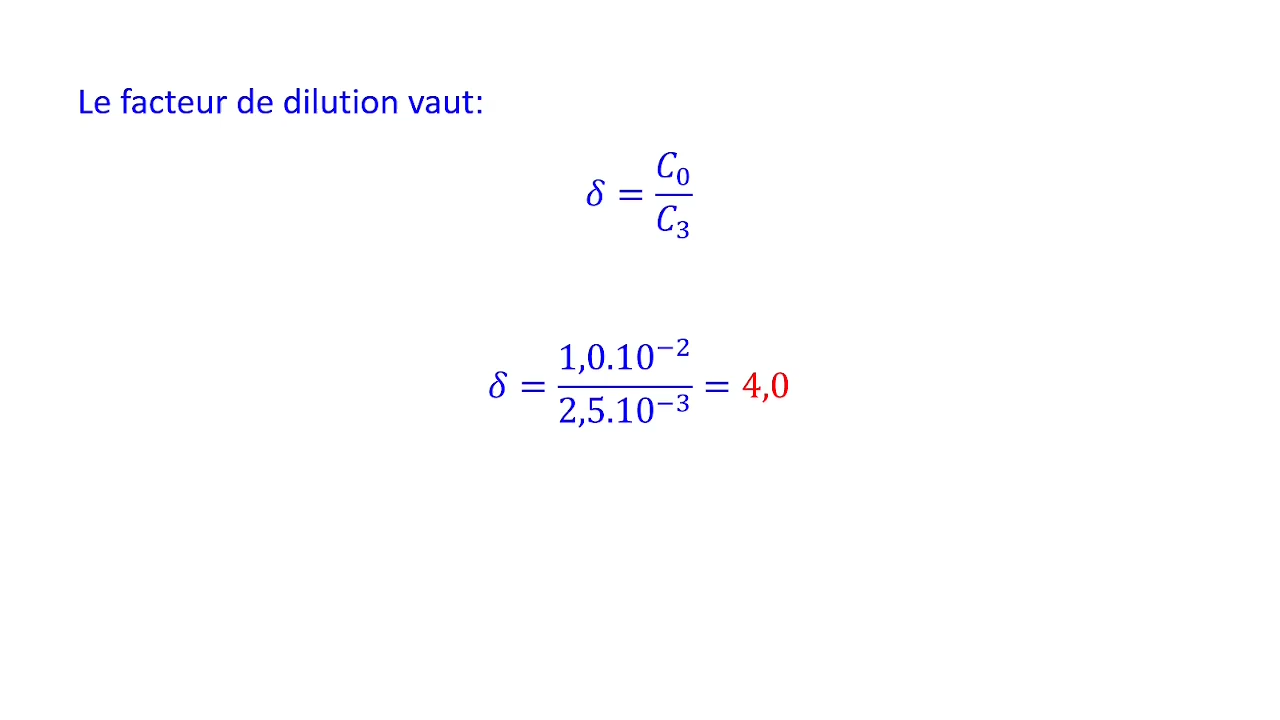 Le facteur de dilution vaut:
δ = C₀ / C₃
δ = 1,0.10⁻² / 2,5.10⁻³ = 4,0